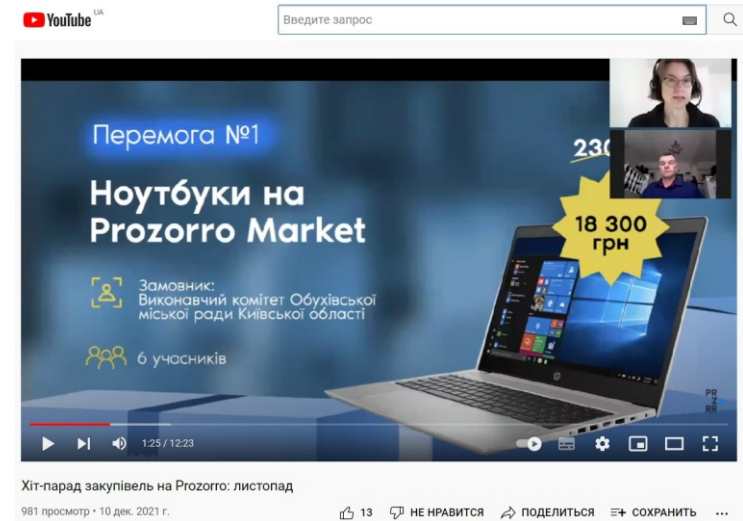 YouTube UA
Введите запрос
Перемога №1
Ноутбуки на
Prozorro Market
Замовник:
Виконавчий комітет Обухівської
міської ради Київської області
6 учасників
18 300
грн
1:25 / 12:23
Хіт-парад закупівель на Prozorro: листопад
981 просмотр • 10 дек. 2021 г.
13
НЕ НРАВИТСЯ
ПОДЕЛИТЬСЯ
СОХРАНИТЬ